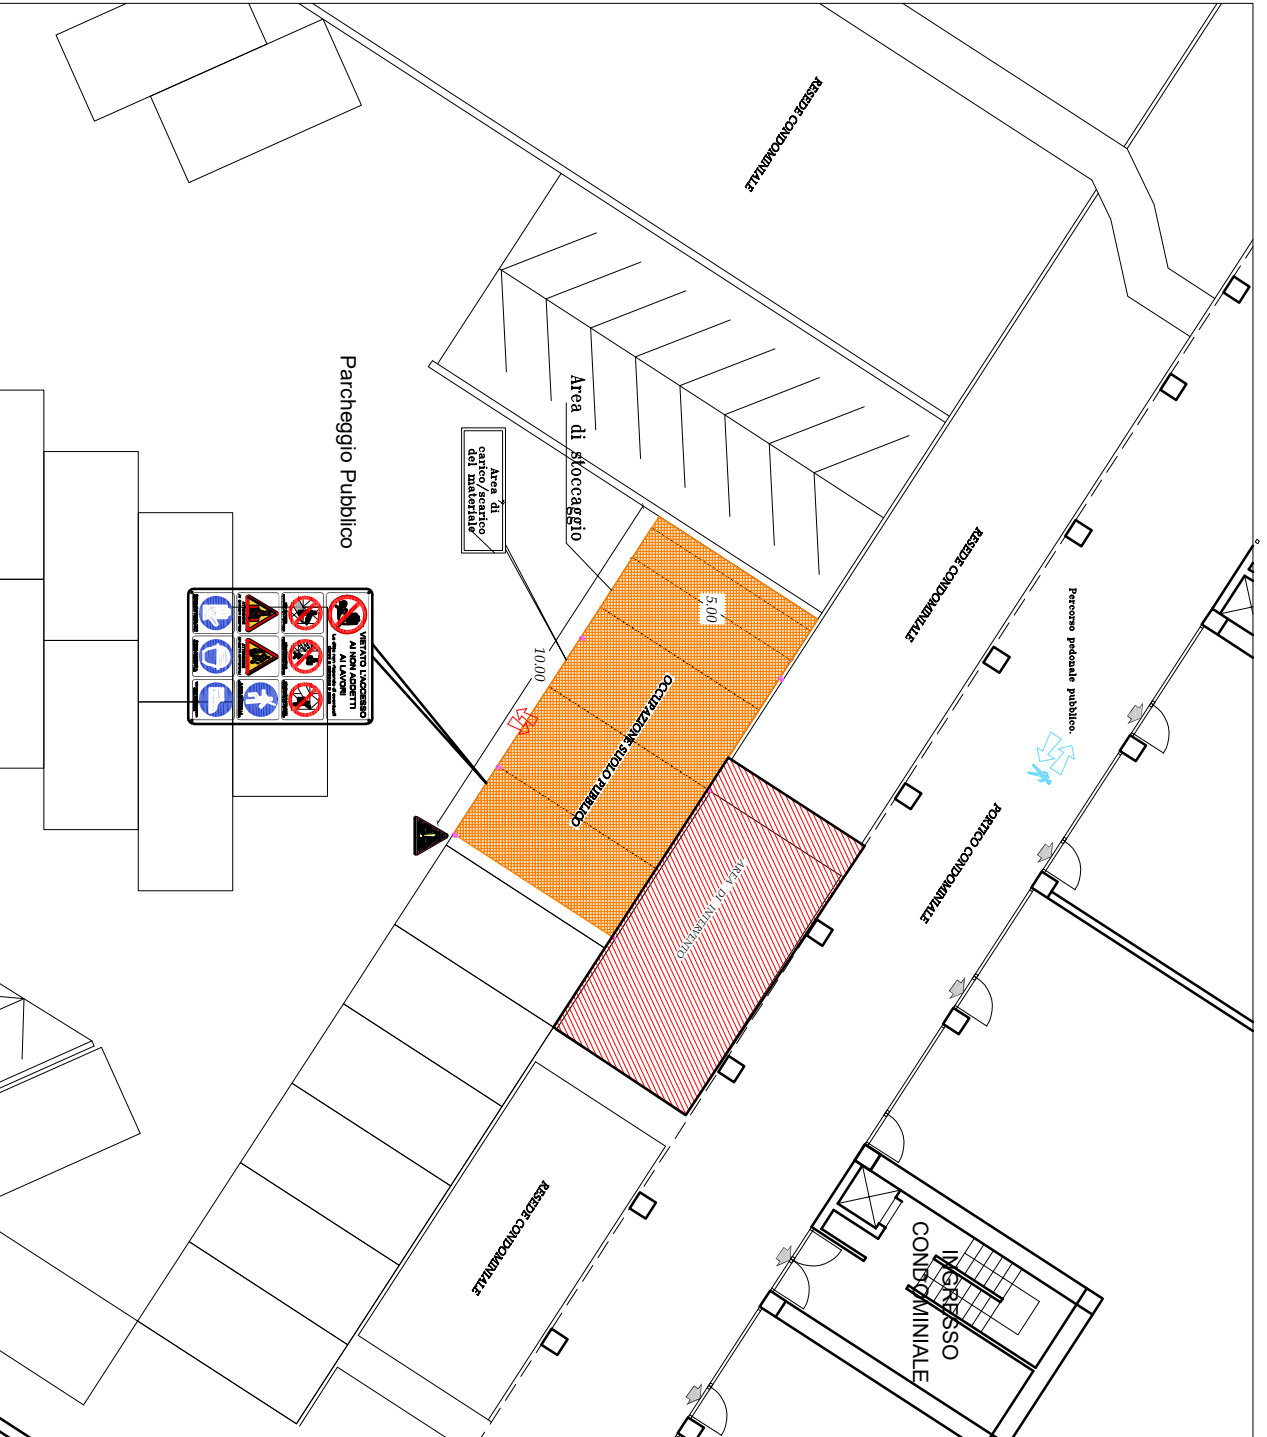 RESEDE CONDOMINIALE
RESEDE CONDOMINIALE
Percorso pedonale pubblico.
PORTICO CONDOMINIALE
Area di stoccaggio
Area di
carico/scarico
del materiale
Parcheggio Pubblico
5.00
10.00
OCCUPAZIONE SUOLO PUBBLICO
AREA DI INTERVENTO
VIETATO L'ACCESSO
AI NON ADDETTI
AI LAVORI
RESEDE CONDOMINIALE
INGRESSO
CONDOMINIALE